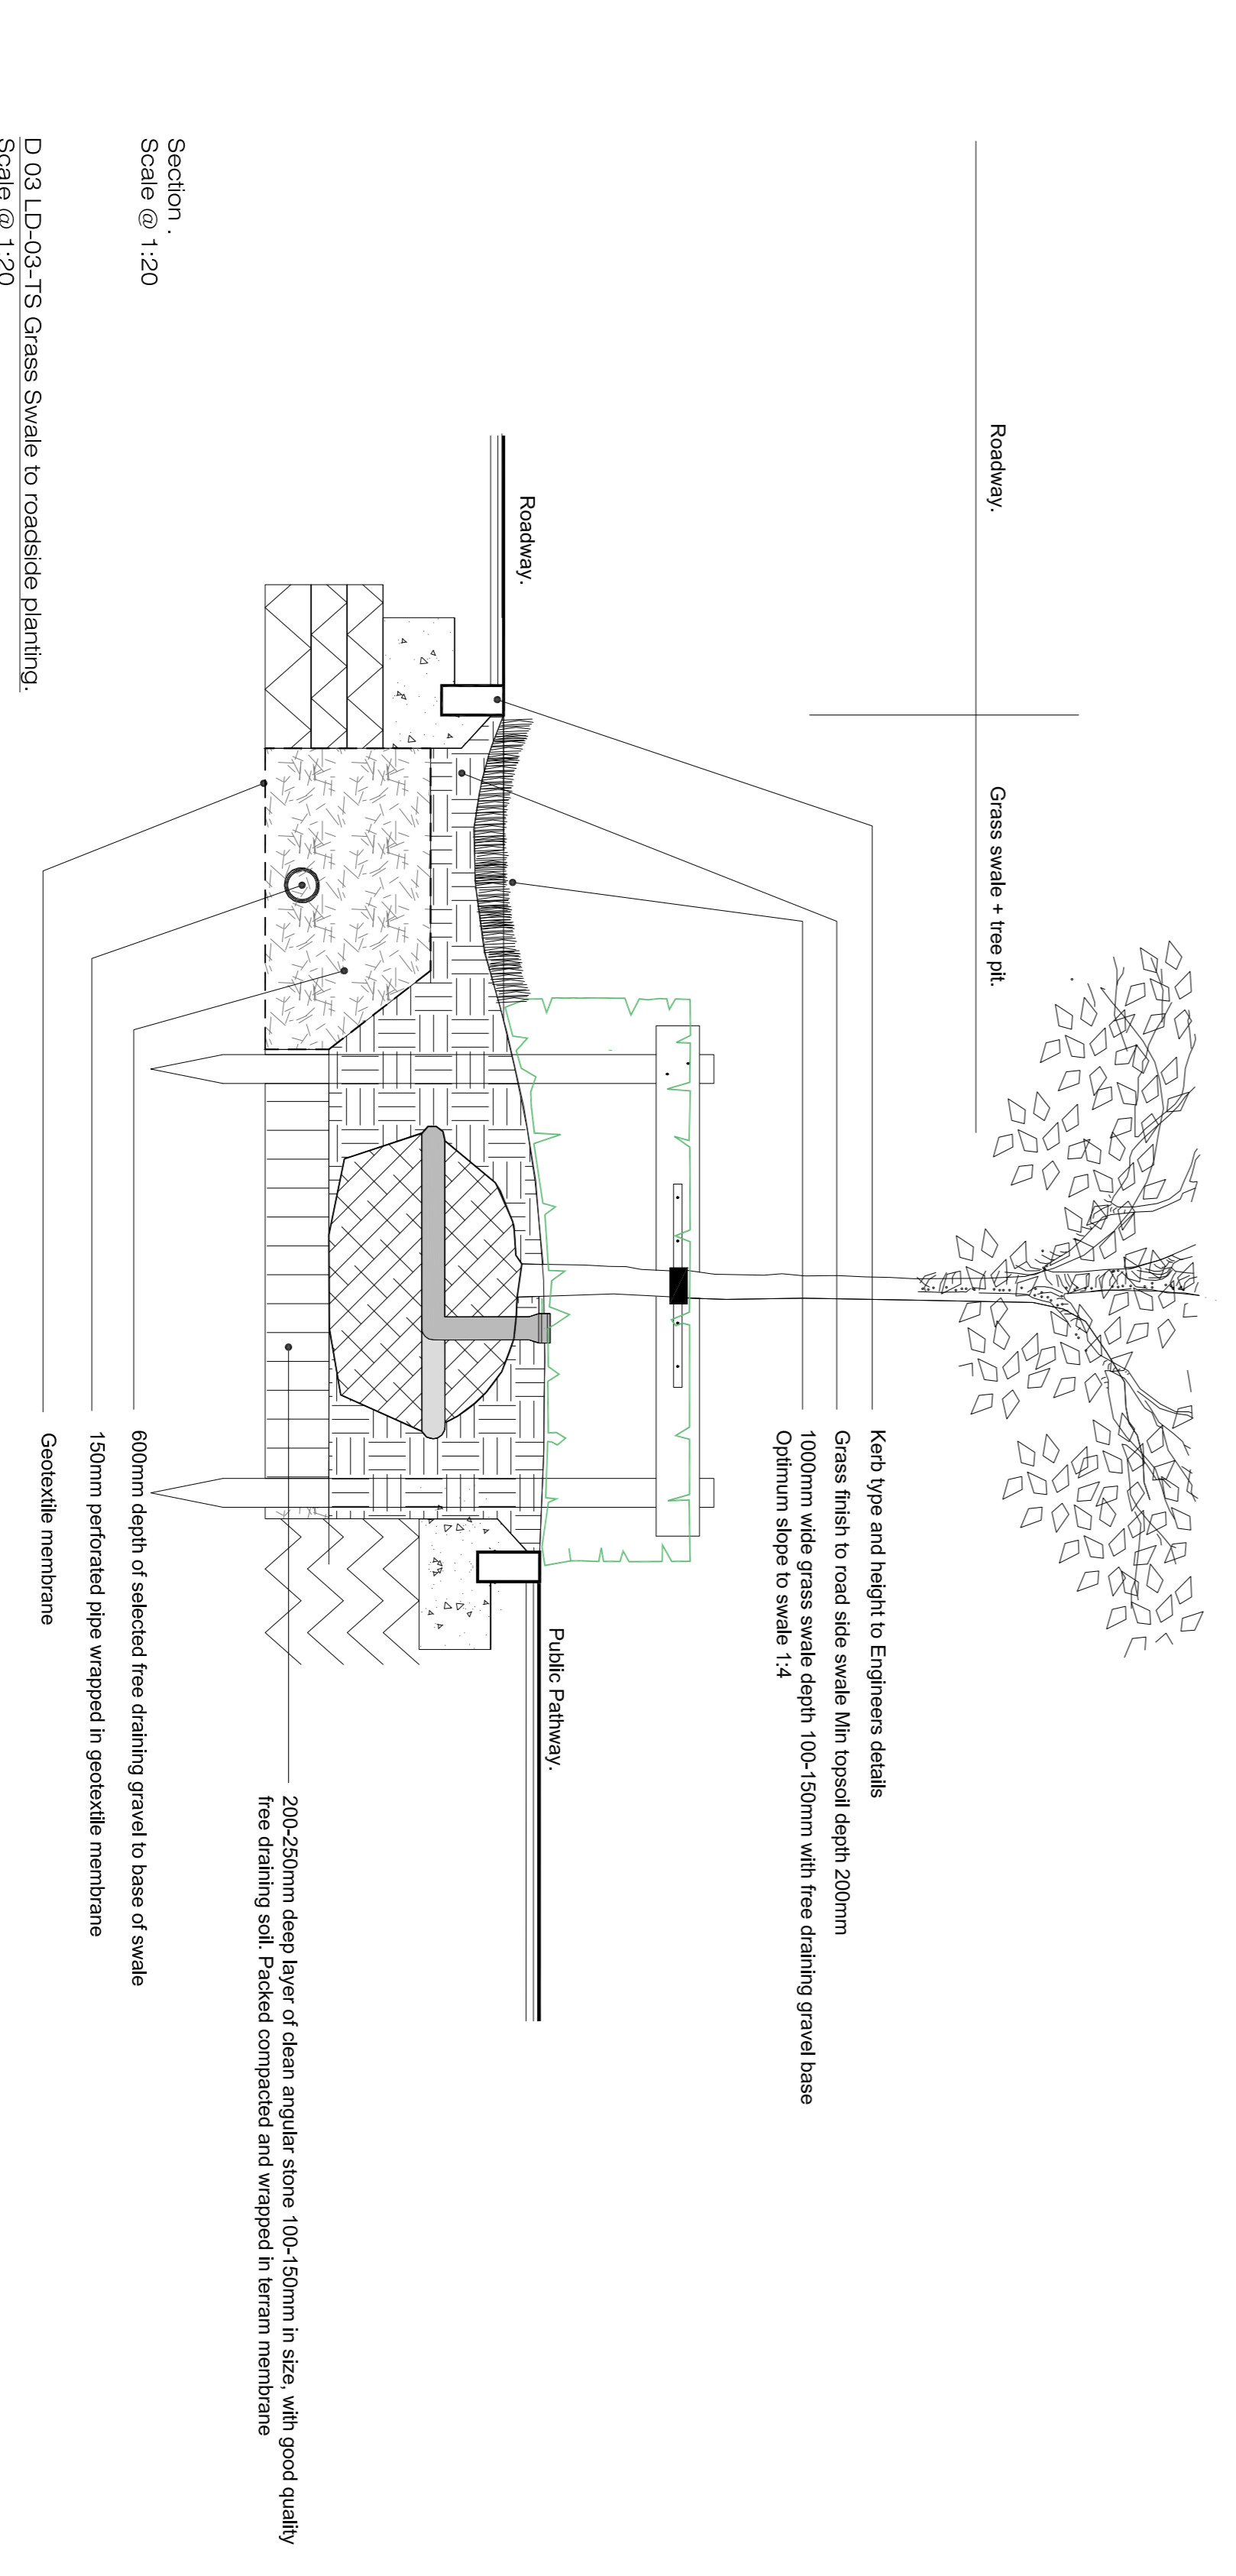 Roadway.
Grass swale + tree pit.
Kerb type and height to Engineers details
Grass finish to road side swale Min topsoil depth 200mm
1000mm wide grass swale depth 100-150mm with free draining gravel base
Optimum slope to swale 1:4
Roadway.
Public Pathway.
200-250mm deep layer of clean angular stone 100-150mm in size, with good quality
free draining soil. Packed compacted and wrapped in terram membrane
600mm depth of selected free draining gravel to base of swale
150mm perforated pipe wrapped in geotextile membrane
Geotextile membrane
Section .
Scale @ 1:20
D 03 LD-03-TS Grass Swale to roadside planting.
Scale @ 1:20